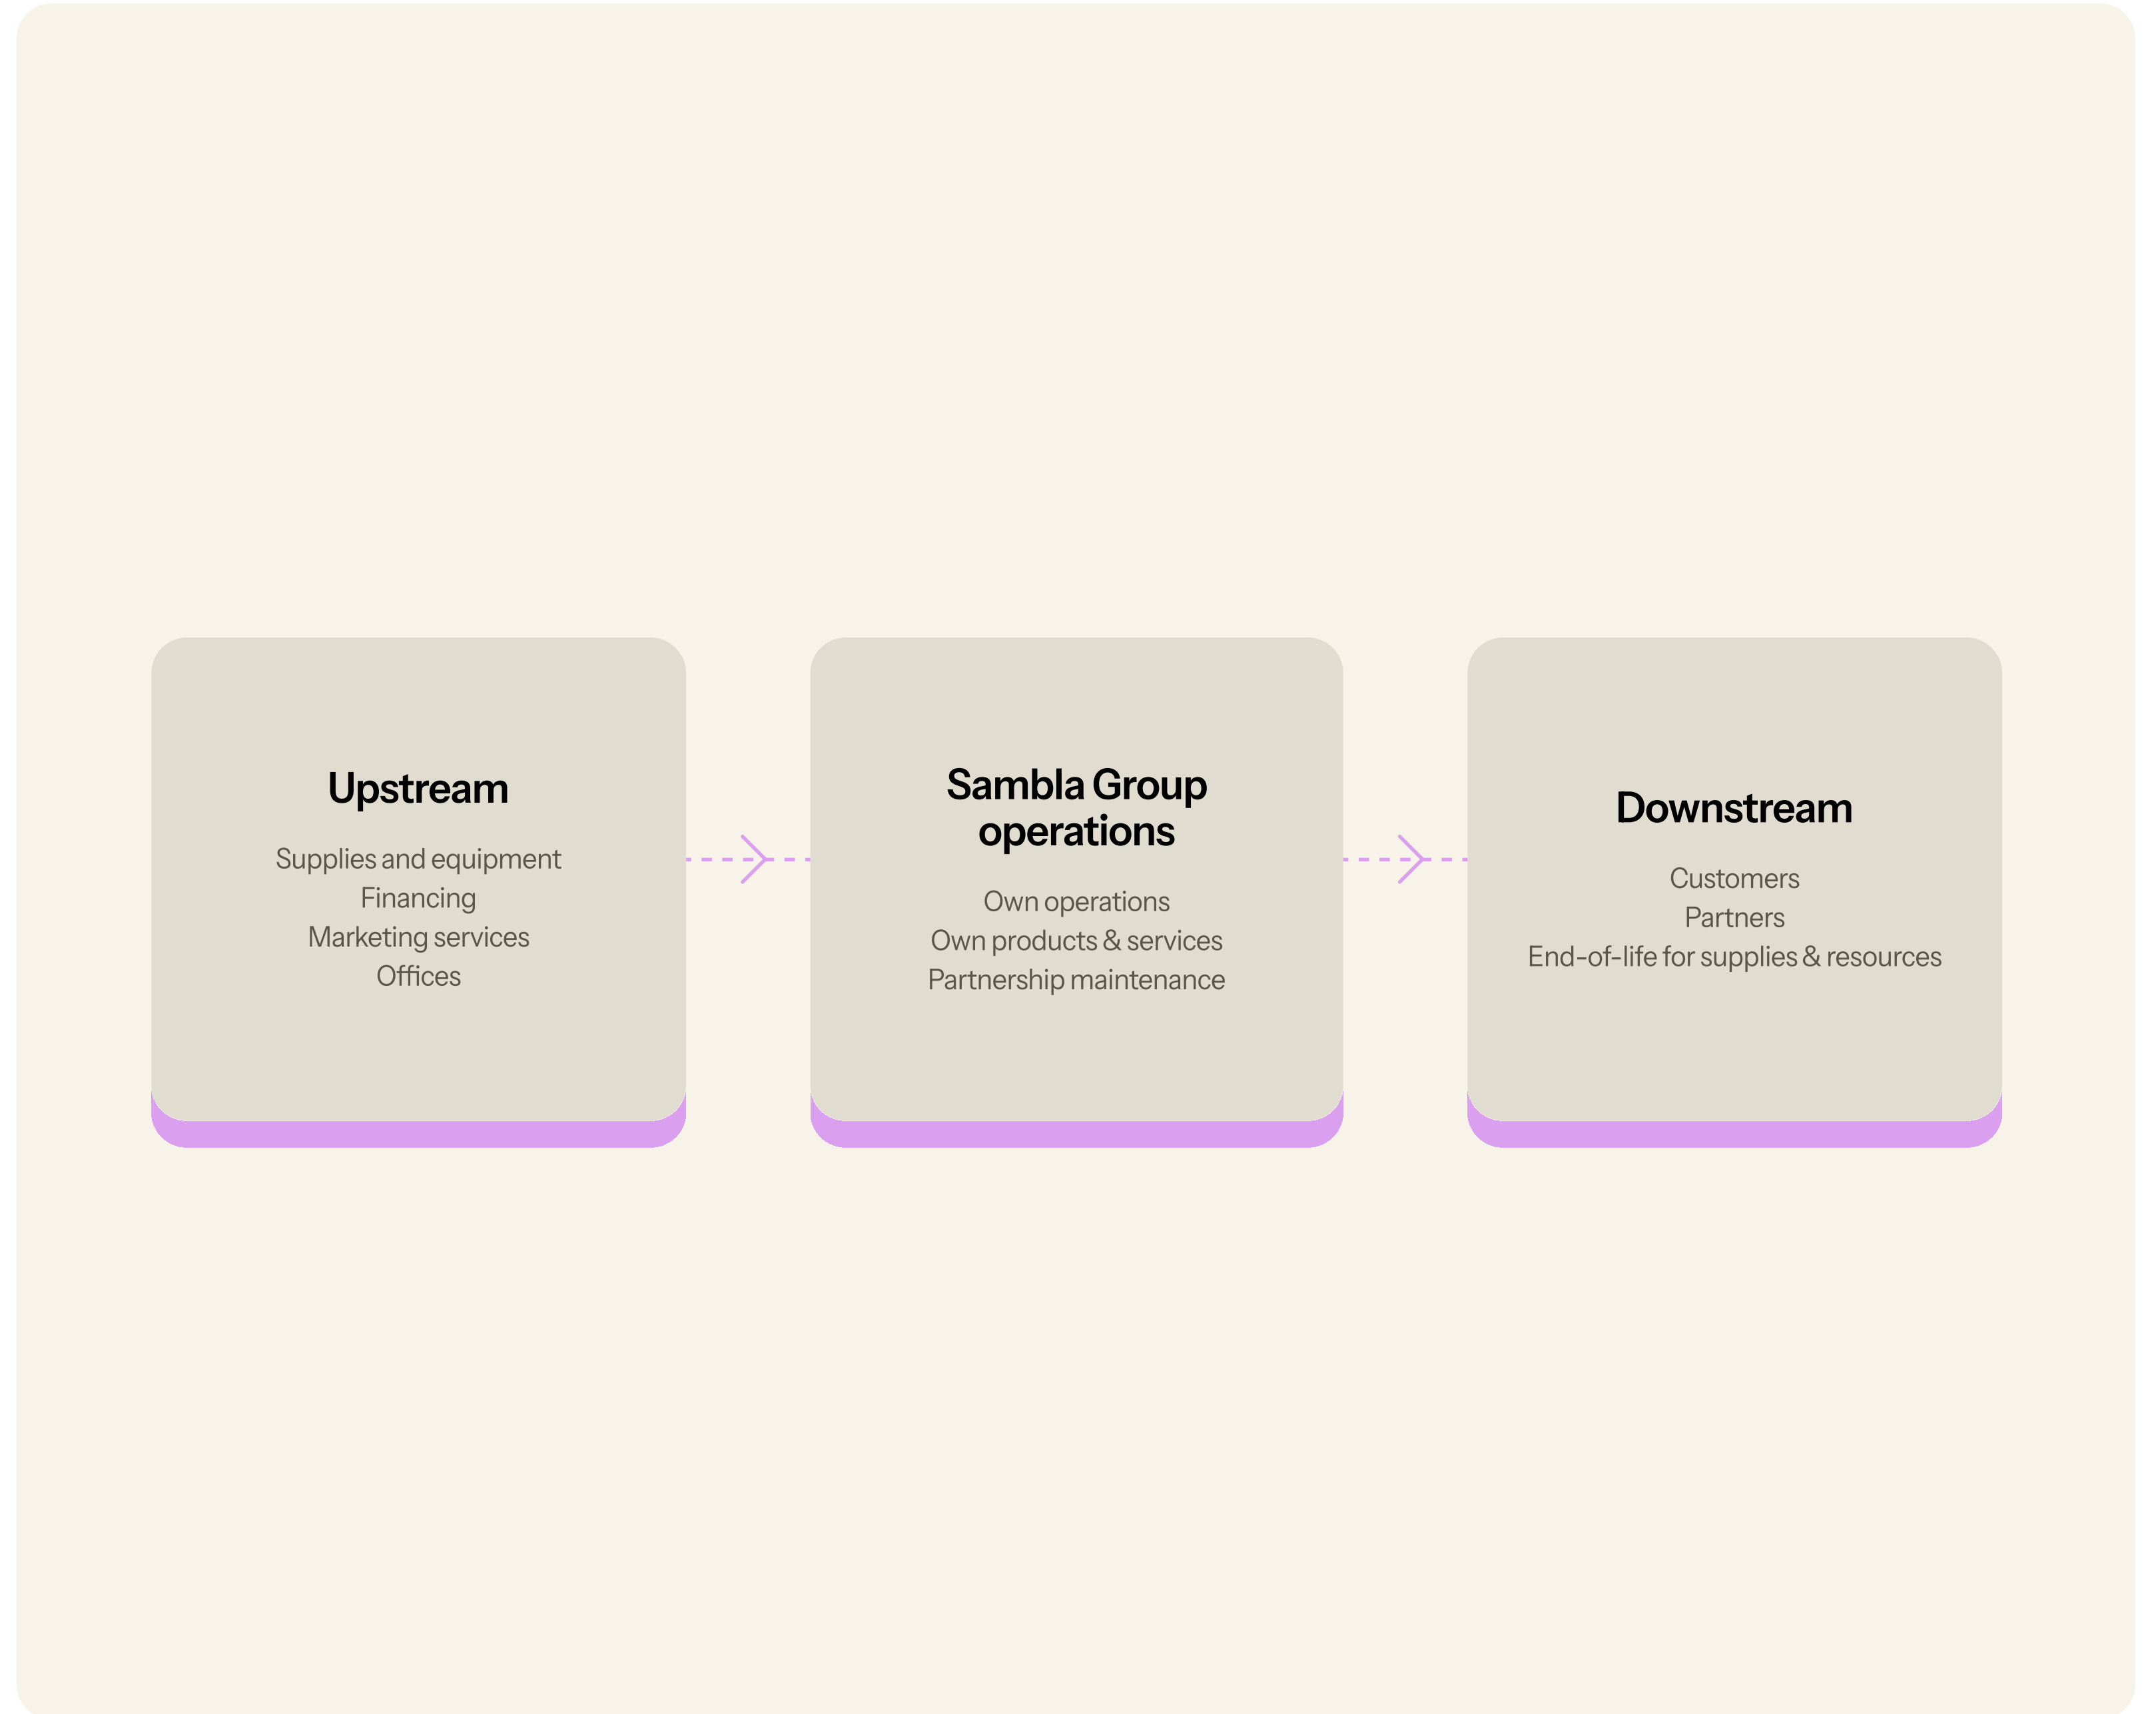 Upstream
Supplies and equipment
Financing
Marketing services
Offices
Sambla Group
operations
Own operations
Own products & services
Partnership maintenance
Downstream
Customers
Partners
End-of-life for supplies & resources